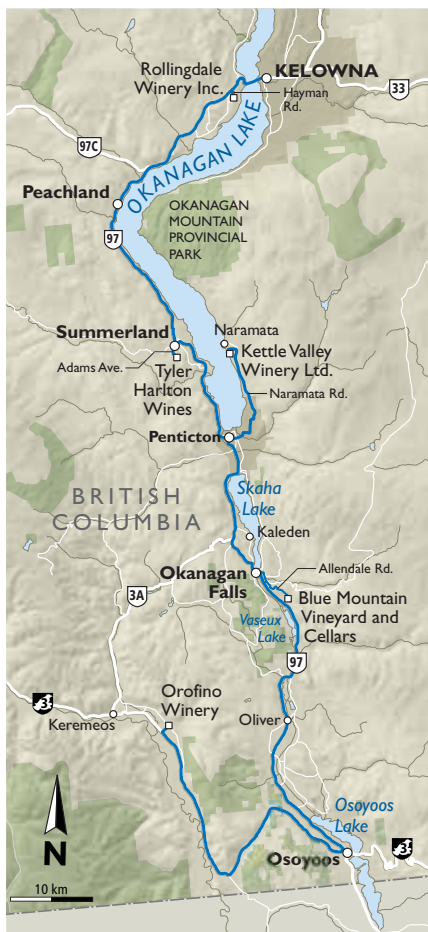 Rollingdale
Winery Inc.
KELOWNA
Hayman
Rd.
33
97C
OKANAGAN LAKE
Peachland
OKANAGAN
MOUNTAIN
PROVINCIAL
PARK
97
Summerland
Naramata
Adams Ave.
Kettle Valley
Winery Ltd.
Tyler
Harlton
Wines
Naramata Rd.
Penticton
BRITISH
COLUMBIA
Skaha
Lake
Kaleden
Okanagan
Falls
Allendale Rd.
3A
Blue Mountain
Vineyard and
Cellars
Vaseux
Lake
97
Orofino
Winery
3
Keremeos
Oliver
Osoyoos
Lake
N
Osoyoos
3
10 km